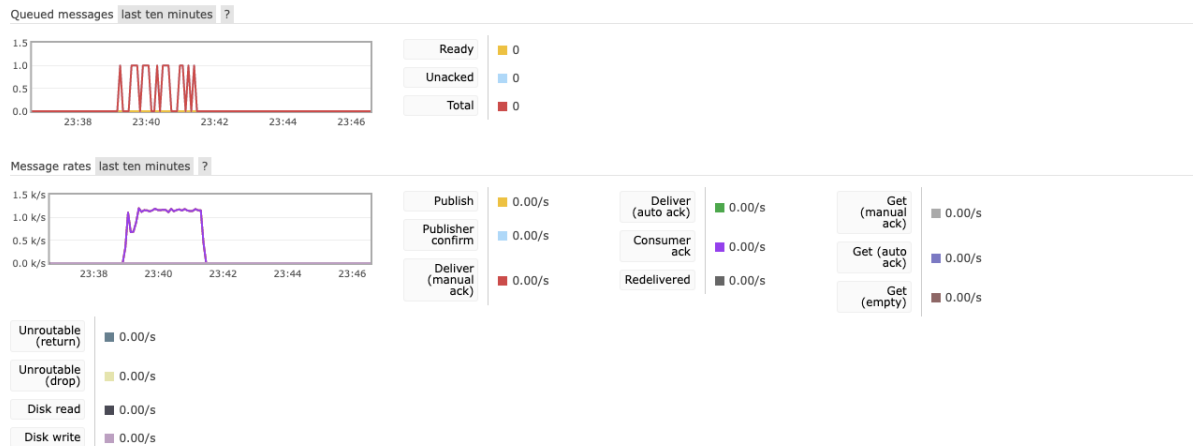 Queued messages last ten minutes ?
1.5
1.0
0.5
0.0
23:38 23:40 23:42 23:44 23:46
Ready 0
Unacked 0
Total 0
Message rates last ten minutes ?
1.5 k/s
1.0 k/s
0.5 k/s
0.0 k/s
23:38 23:40 23:42 23:44 23:46
Publish 0.00/s
Publisher
confirm 0.00/s
Deliver
(manual
ack) 0.00/s
Deliver
(auto ack) 0.00/s
Consumer
ack 0.00/s
Redelivered 0.00/s
Get
(manual
ack) 0.00/s
Get (auto
ack) 0.00/s
Get
(empty) 0.00/s
Unroutable
(return) 0.00/s
Unroutable
(drop) 0.00/s
Disk read 0.00/s
Disk write 0.00/s